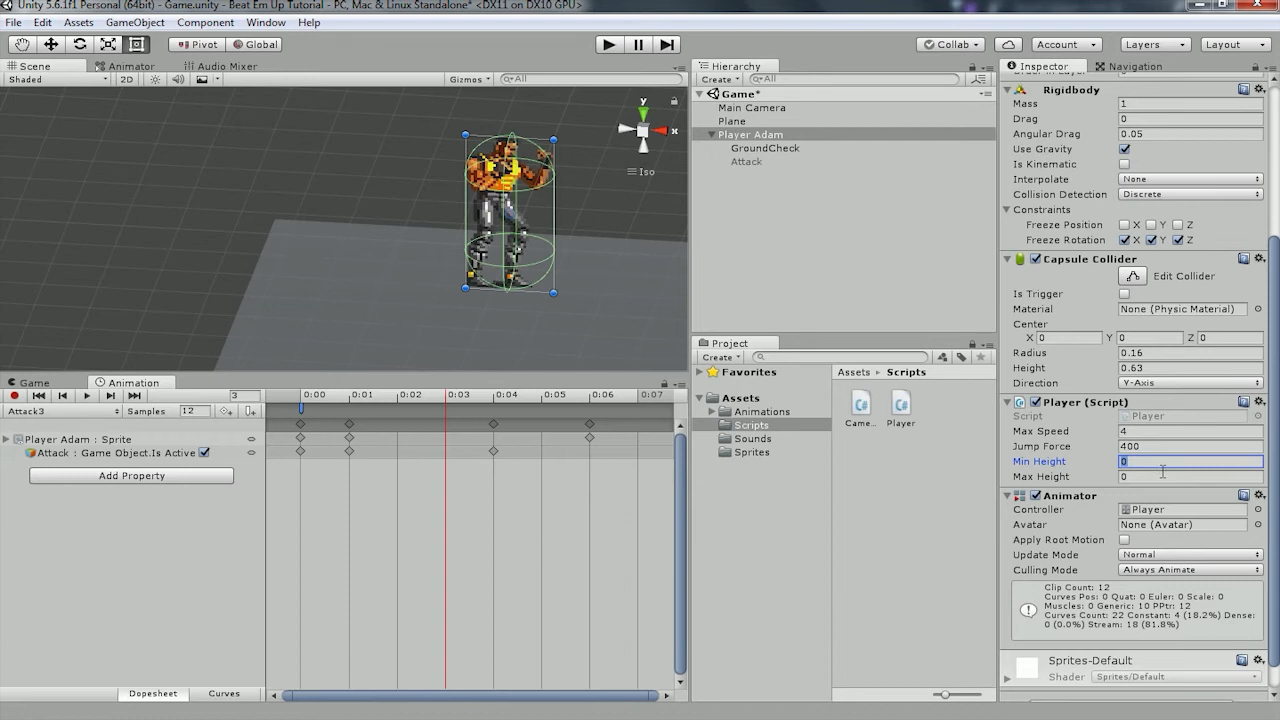 Unity 5.6.1f1 Personal (64bit) - Game.unity - Beat Em Up Tutorial - PC, Mac & Linux Standalone* <DX11 on DX10 GPU>
File Edit Assets GameObject Component Window Help
Pivot Global Collab Account Layers Layout
Scene Animator Audio Mixer
Shaded 2D Gizmos All
y
x
Iso
Hierarchy
Create All
Game*
Main Camera
Plane
Player Adam
GroundCheck
Attack
Project
Create
Favorites
Assets
Animations
Scripts
Sounds
Sprites
Assets Scripts
Came... Player
Game Animation
3 0:00 0:01 0:02 0:03 0:04 0:05 0:06 0:07
Attack3 Samples 12
Player Adam : Sprite
Attack : Game Object.Is Active
Add Property
Dopesheet Curves
Inspector Navigation
Order in Layer
Rigidbody
Mass 1
Drag 0
Angular Drag 0.05
Use Gravity
Is Kinematic
Interpolate None
Collision Detection Discrete
Constraints
Freeze Position X Y Z
Freeze Rotation X Y Z
Capsule Collider
Edit Collider
Is Trigger
Material None (Physic Material)
Center
X 0 Y 0 Z 0
Radius 0.16
Height 0.63
Direction Y-Axis
Player (Script)
Script Player
Max Speed 4
Jump Force 400
Min Height 0
Max Height 0
Animator
Controller Player
Avatar None (Avatar)
Apply Root Motion
Update Mode Normal
Culling Mode Always Animate
Clip Count: 12
Curves Pos: 0 Quat: 0 Euler: 0 Scale: 0
Muscles: 0 Generic: 10 PPtr: 12
Curves Count: 22 Constant: 4 (18.2%) Dense:
0 (0.0%) Stream: 18 (81.8%)
Sprites-Default
Shader Sprites/Default